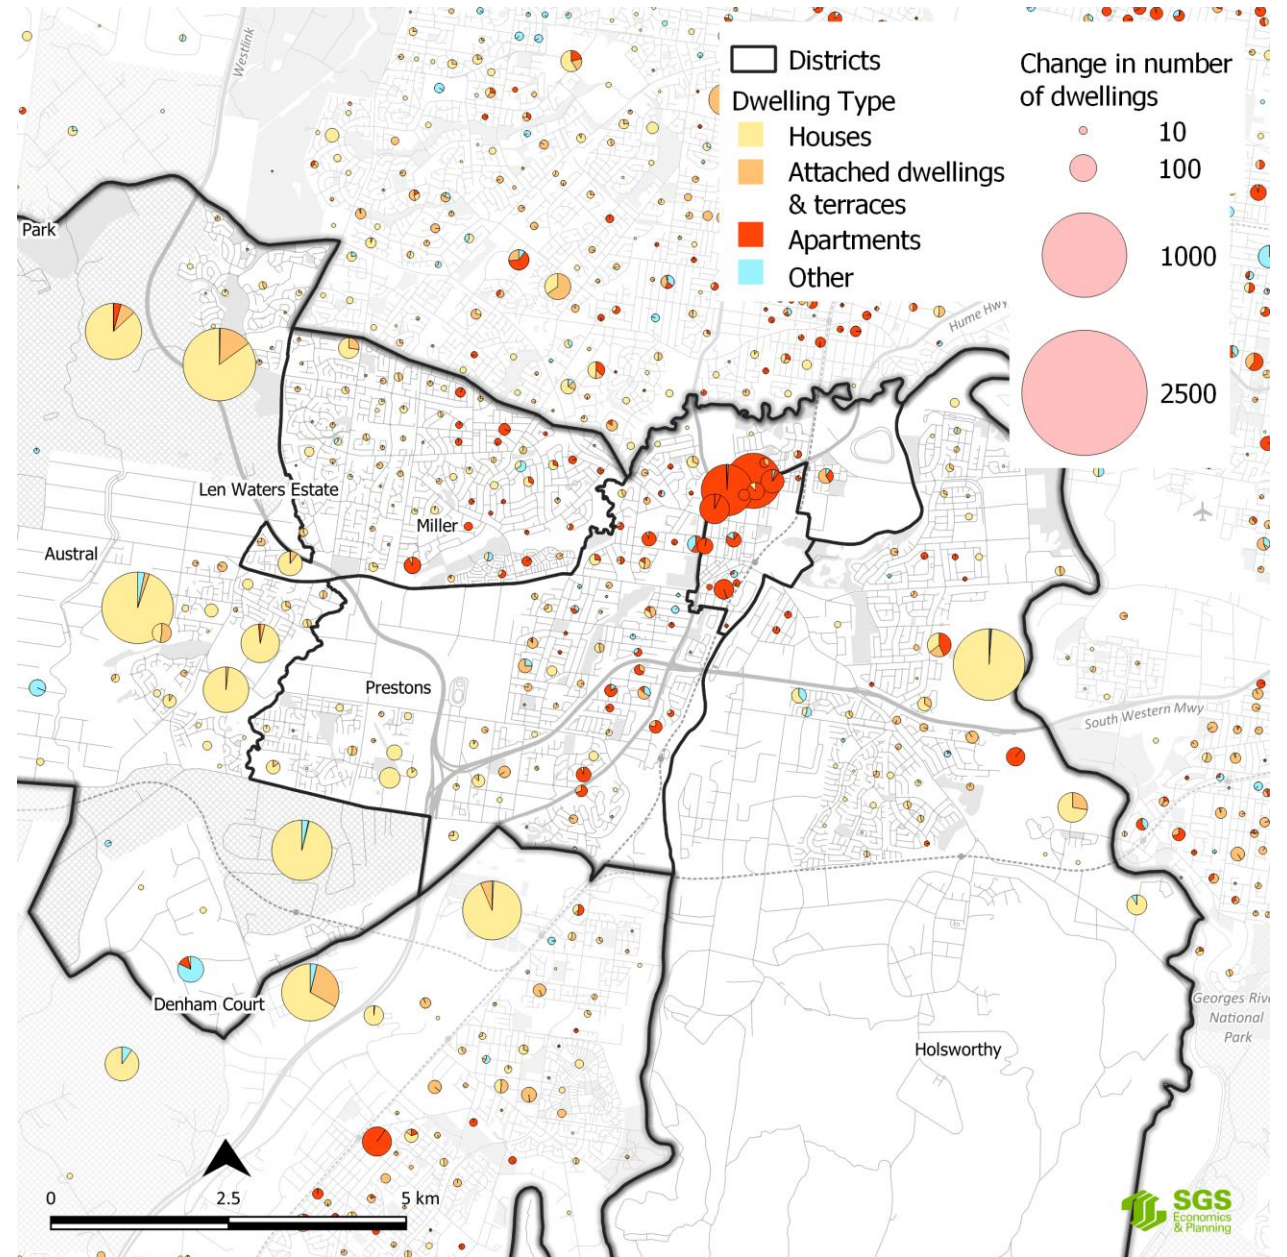 Westlink
Districts
Dwelling Type
Houses
Attached dwellings
& terraces
Apartments
Other
Change in number
of dwellings
10
100
1000
2500
Park
Hume Hwy
Len Waters Estate
Miller
Austral
Prestons
South Western Mwy
Denham Court
Holsworthy
Georges Rive
National
Park
0
2.5
5 km
SGS
Economics
& Planning